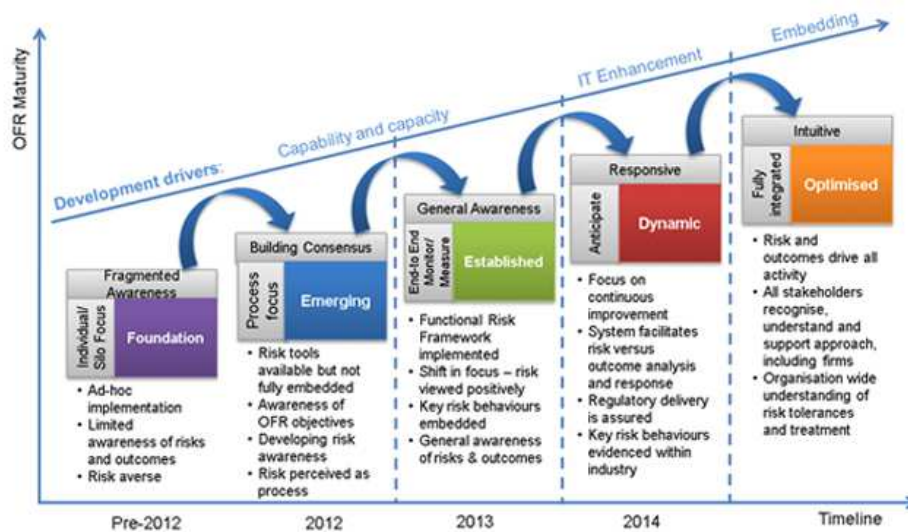 OFR Maturity
Development drivers:
Capability and capacity
IT Enhancement
Embedding
Fragmented
Awareness
Individual/
Silo Focus
Foundation
• Ad-hoc
implementation
• Limited
awareness of risks
and outcomes
• Risk averse
Building Consensus
Process
focus
Emerging
• Risk tools
available but not
fully embedded
• Awareness of
OFR objectives
• Developing risk
awareness
• Risk perceived as
process
General Awareness
End-to End
Monitor/
Measure
Established
• Functional Risk
Framework
implemented
• Shift in focus – risk
viewed positively
• Key risk behaviours
embedded
• General awareness
of risks & outcomes
Responsive
Anticipate
Dynamic
• Focus on
continuous
improvement
• System facilitates
risk versus
outcome analysis
and response
• Regulatory delivery
is assured
• Key risk behaviours
evidenced within
industry
Intuitive
Fully
integrated
Optimised
• Risk and
outcomes drive all
activity
• All stakeholders
recognise,
understand and
support approach,
including firms
• Organisation wide
understanding of
risk tolerances
and treatment
Pre-2012
2012
2013
2014
Timeline